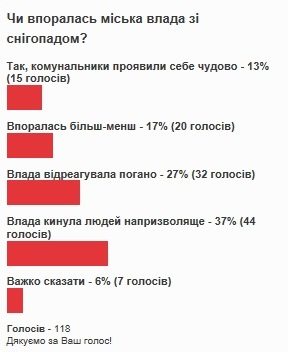 Чи впоралась міська влада зі
снігопадом?
Так, комунальники проявили себе чудово - 13%
(15 голосів)
Впоралась більш-менш - 17% (20 голосів)
Влада відреагувала погано - 27% (32 голосів)
Влада кинула людей напризволяще - 37% (44
голосів)
Важко сказати - 6% (7 голосів)
Голосів - 118
Дякуємо за Ваш голос!